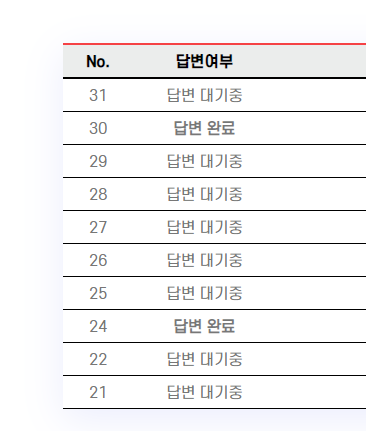 No. 답변여부
31 답변 대기중
30 답변 완료
29 답변 대기중
28 답변 대기중
27 답변 대기중
26 답변 대기중
25 답변 대기중
24 답변 완료
22 답변 대기중
21 답변 대기중